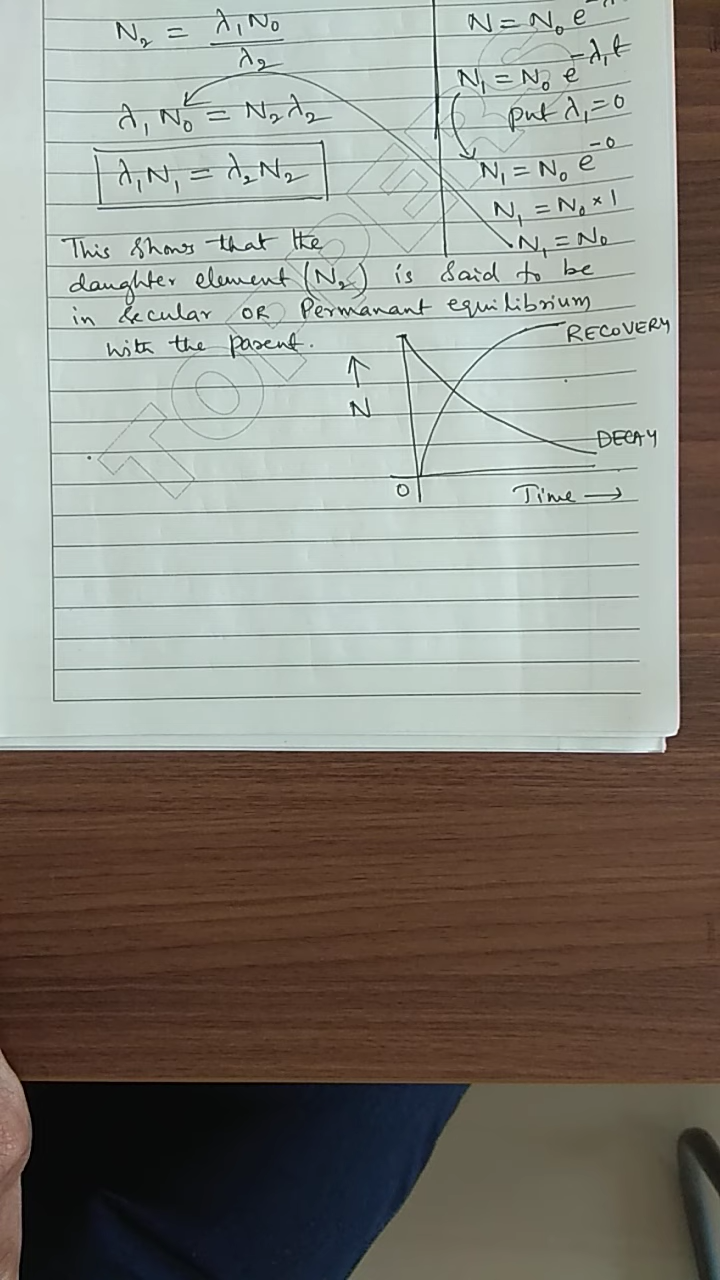 N₂ = λ₁N₀ / λ₂
λ₁N₀ = N₂λ₂
λ₁N₁ = λ₂N₂
N = N₀ e
N₁ = N₀ e^-λ₁t
put λ₁=0
N₁ = N₀ e^-0
N₁ = N₀ × 1
N₁ = N₀
This shows that the
daughter element (N₂) is said to be
in secular OR Permanant equilibrium
with the parent.
RECOVERY
↑
N
DECAY
0
Time →